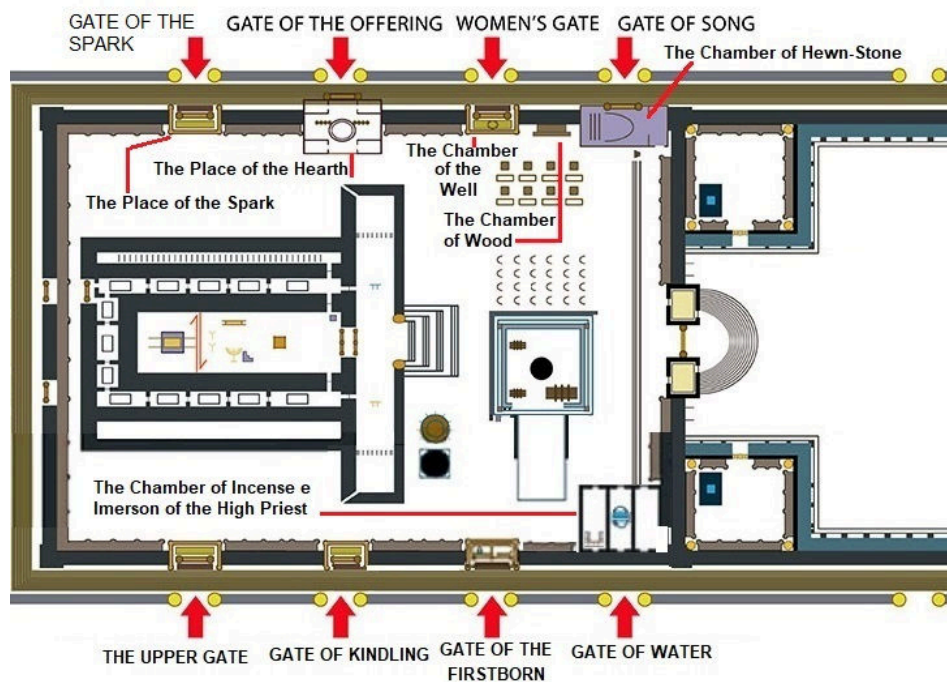 GATE OF THE
SPARK
GATE OF THE OFFERING
WOMEN'S GATE
GATE OF SONG
The Chamber of Hewn-Stone
The Place of the Hearth
The Place of the Spark
The Chamber
of the
Well
The Chamber
of Wood
The Chamber of Incense e
Imerson of the High Priest
THE UPPER GATE
GATE OF KINDLING
GATE OF THE
FIRSTBORN
GATE OF WATER